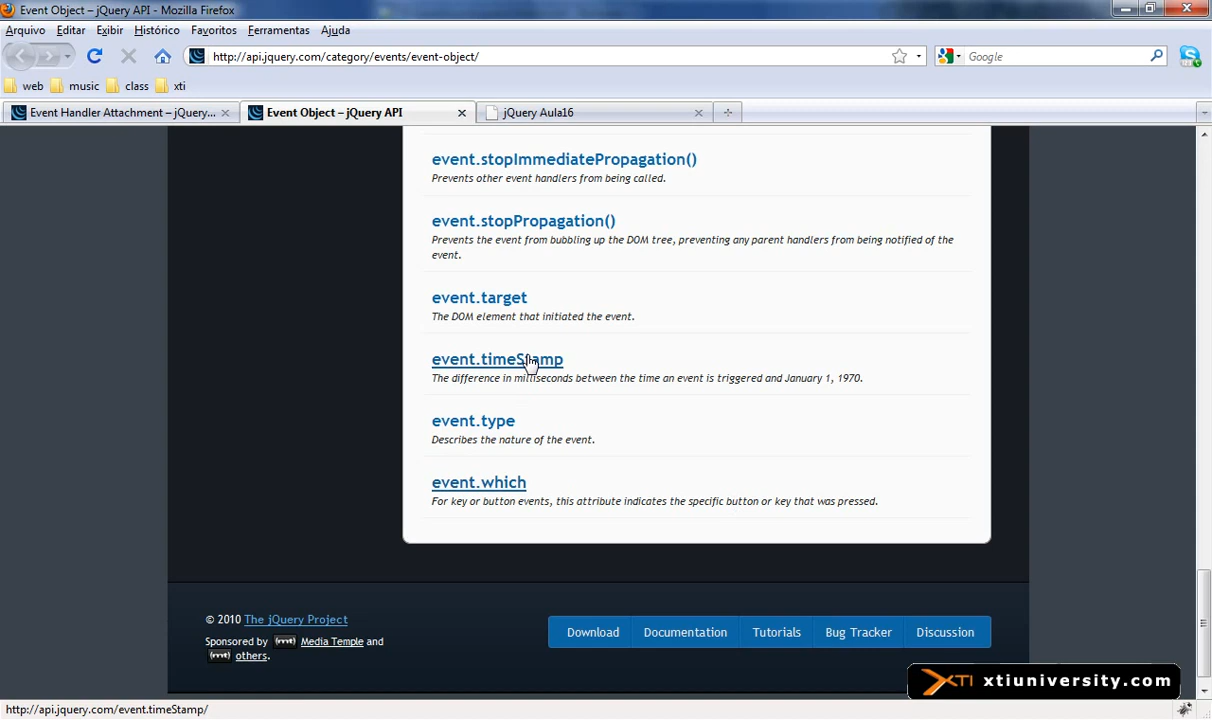 Event Object – jQuery API - Mozilla Firefox
Arquivo Editar Exibir Histórico Favoritos Ferramentas Ajuda
http://api.jquery.com/category/events/event-object/
Google
web music class xti
Event Handler Attachment – jQuery...
Event Object – jQuery API
jQuery Aula16
event.stopImmediatePropagation()
Prevents other event handlers from being called.
event.stopPropagation()
Prevents the event from bubbling up the DOM tree, preventing any parent handlers from being notified of the
event.
event.target
The DOM element that initiated the event.
event.timeStamp
The difference in milliseconds between the time an event is triggered and January 1, 1970.
event.type
Describes the nature of the event.
event.which
For key or button events, this attribute indicates the specific button or key that was pressed.
© 2010 The jQuery Project
Sponsored by (mt) Media Temple and
(mt) others.
Download Documentation Tutorials Bug Tracker Discussion
XTI xtiuniversity.com
http://api.jquery.com/event.timeStamp/